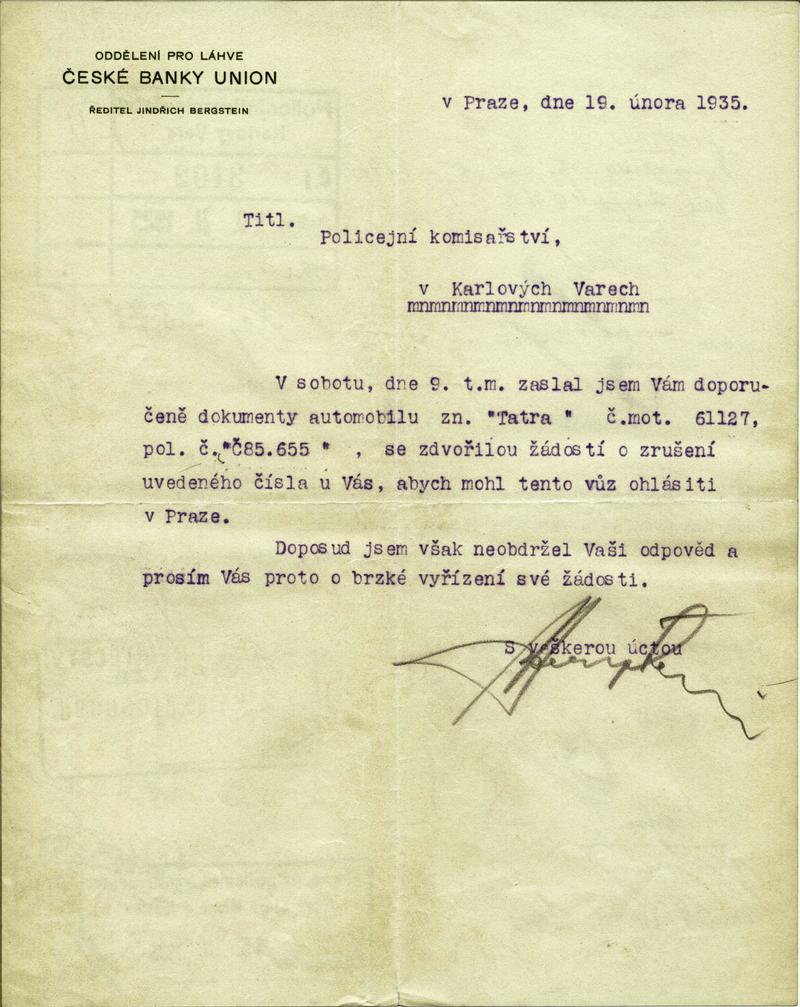 ODDĚLENÍ PRO LÁHVE
ČESKÉ BANKY UNION
ŘEDITEL JINDŘICH BERGSTEIN
v Praze, dne 19. února 1935.
Titl.
Policejní komisařství,
v Karlových Varech
mnmnmnmnmnmnmnmnmnmnmnmn
V sobotu, dne 9. t.m. zaslal jsem Vám doporu-
čeně dokumenty automobilu zn. "Tatra " č.mot. 61127,
pol. č. "Č85.655 " , se zdvořilou žádostí o zrušení
uvedeného čísla u Vás, abych mohl tento vůz ohlásiti
v Praze.
Doposud jsem však neobdržel Vaši odpověd a
prosím Vás proto o brzké vyřízení své žádosti.
S veškerou úctou